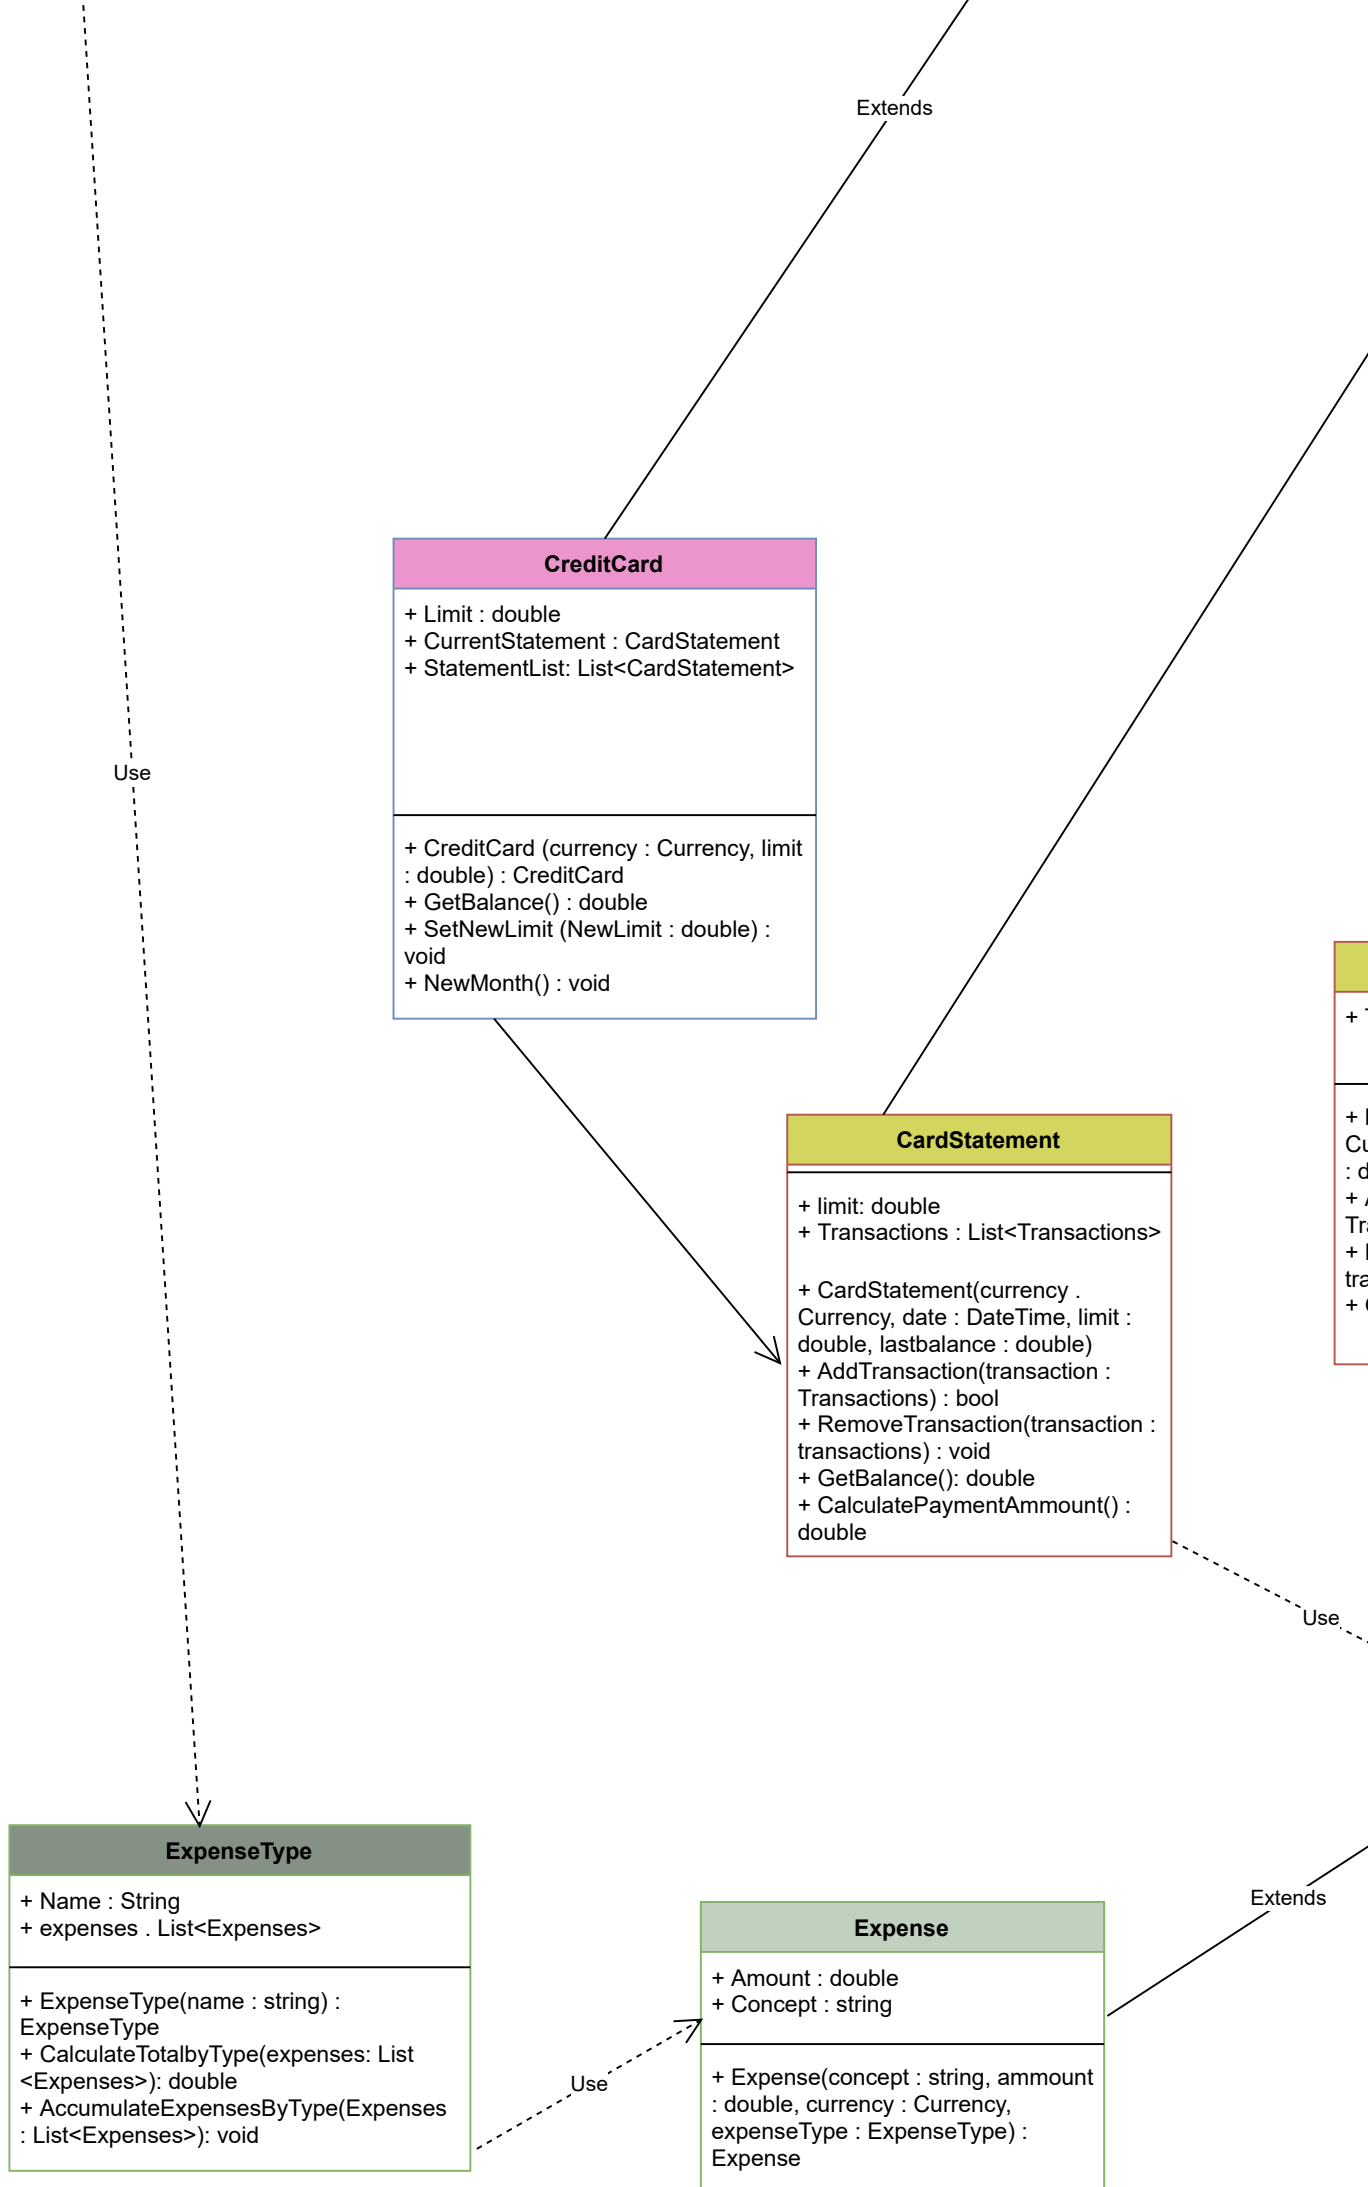 Extends
CreditCard
+ Limit : double
+ CurrentStatement : CardStatement
+ StatementList: List<CardStatement>
Use
+ CreditCard (currency : Currency, limit
: double) : CreditCard
+ GetBalance() : double
+ SetNewLimit (NewLimit : double) :
void
+ NewMonth() : void
CardStatement
+ limit: double
+ Transactions : List<Transactions>
+ CardStatement(currency .
Currency, date : DateTime, limit :
double, lastbalance : double)
+ AddTransaction(transaction :
Transactions) : bool
+ RemoveTransaction(transaction :
transactions) : void
+ GetBalance(): double
+ CalculatePaymentAmmount() :
double
Use
ExpenseType
+ Name : String
+ expenses . List<Expenses>
+ ExpenseType(name : string) :
ExpenseType
+ CalculateTotalbyType(expenses: List
<Expenses>): double
+ AccumulateExpensesByType(Expenses
: List<Expenses>): void
Use
Extends
Expense
+ Amount : double
+ Concept : string
+ Expense(concept : string, ammount
: double, currency : Currency,
expenseType : ExpenseType) :
Expense